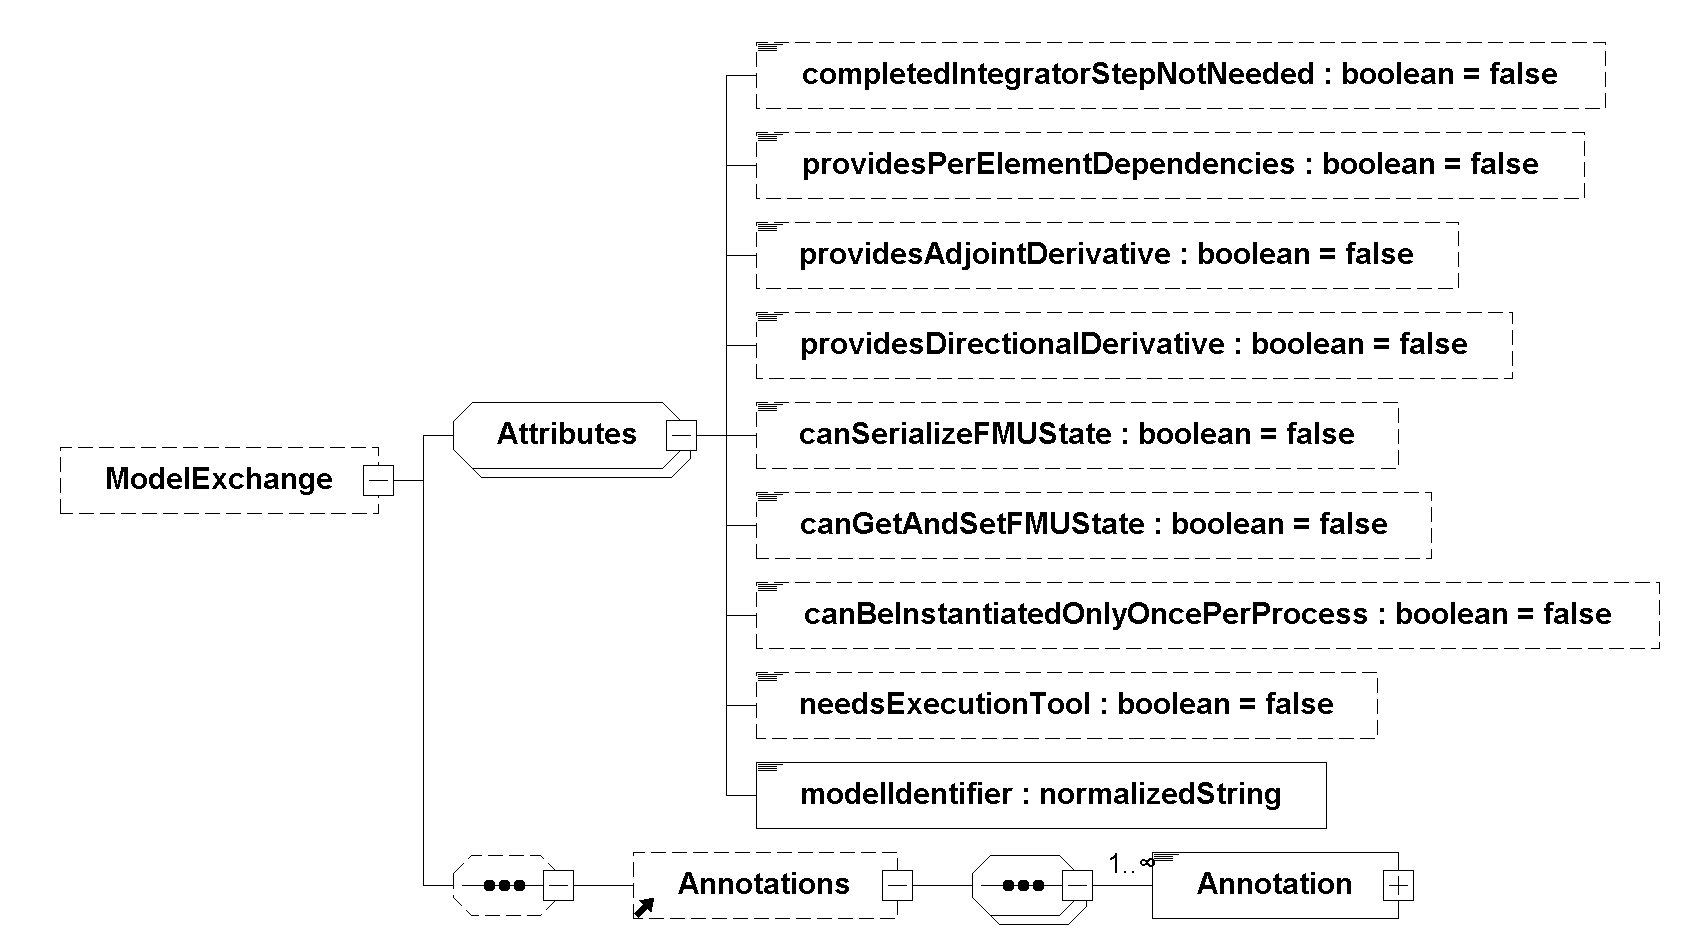 completedIntegratorStepNotNeeded : boolean = false
providesPerElementDependencies : boolean = false
providesAdjointDerivative : boolean = false
providesDirectionalDerivative : boolean = false
Attributes
canSerializeFMUState : boolean = false
ModelExchange
canGetAndSetFMUState : boolean = false
canBeInstantiatedOnlyOncePerProcess : boolean = false
needsExecutionTool : boolean = false
modelIdentifier : normalizedString
1..∞
Annotations
Annotation